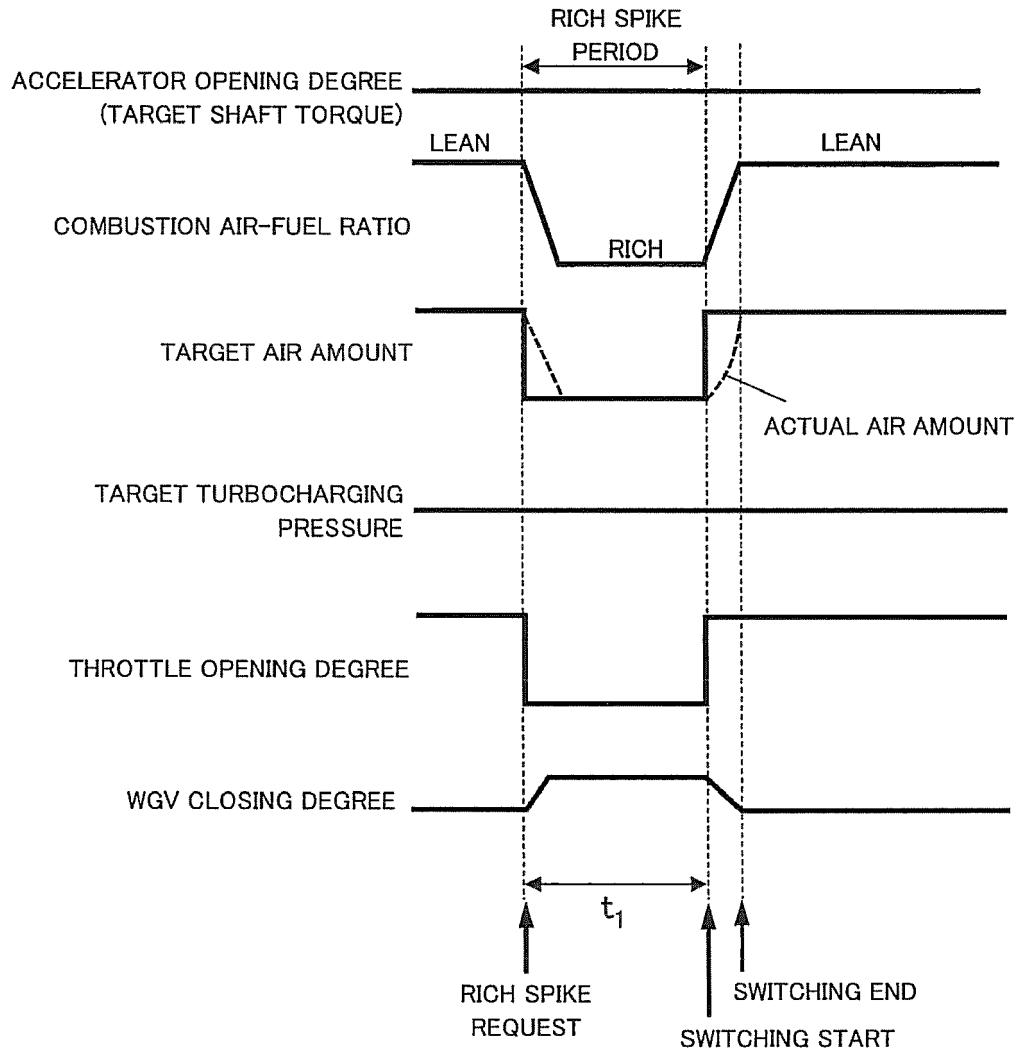 RICH SPIKE
PERIOD
ACCELERATOR OPENING DEGREE
(TARGET SHAFT TORQUE)
LEAN
LEAN
COMBUSTION AIR-FUEL RATIO
RICH
TARGET AIR AMOUNT
ACTUAL AIR AMOUNT
TARGET TURBOCHARGING
PRESSURE
THROTTLE OPENING DEGREE
WGV CLOSING DEGREE
t1
RICH SPIKE
REQUEST
SWITCHING END
SWITCHING START